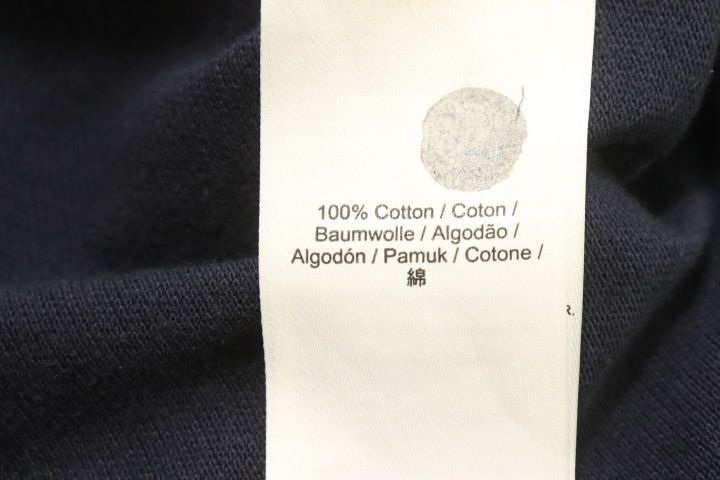 100% Cotton / Coton /
Baumwolle / Algodão /
Algodón / Pamuk / Cotone /
綿
R.